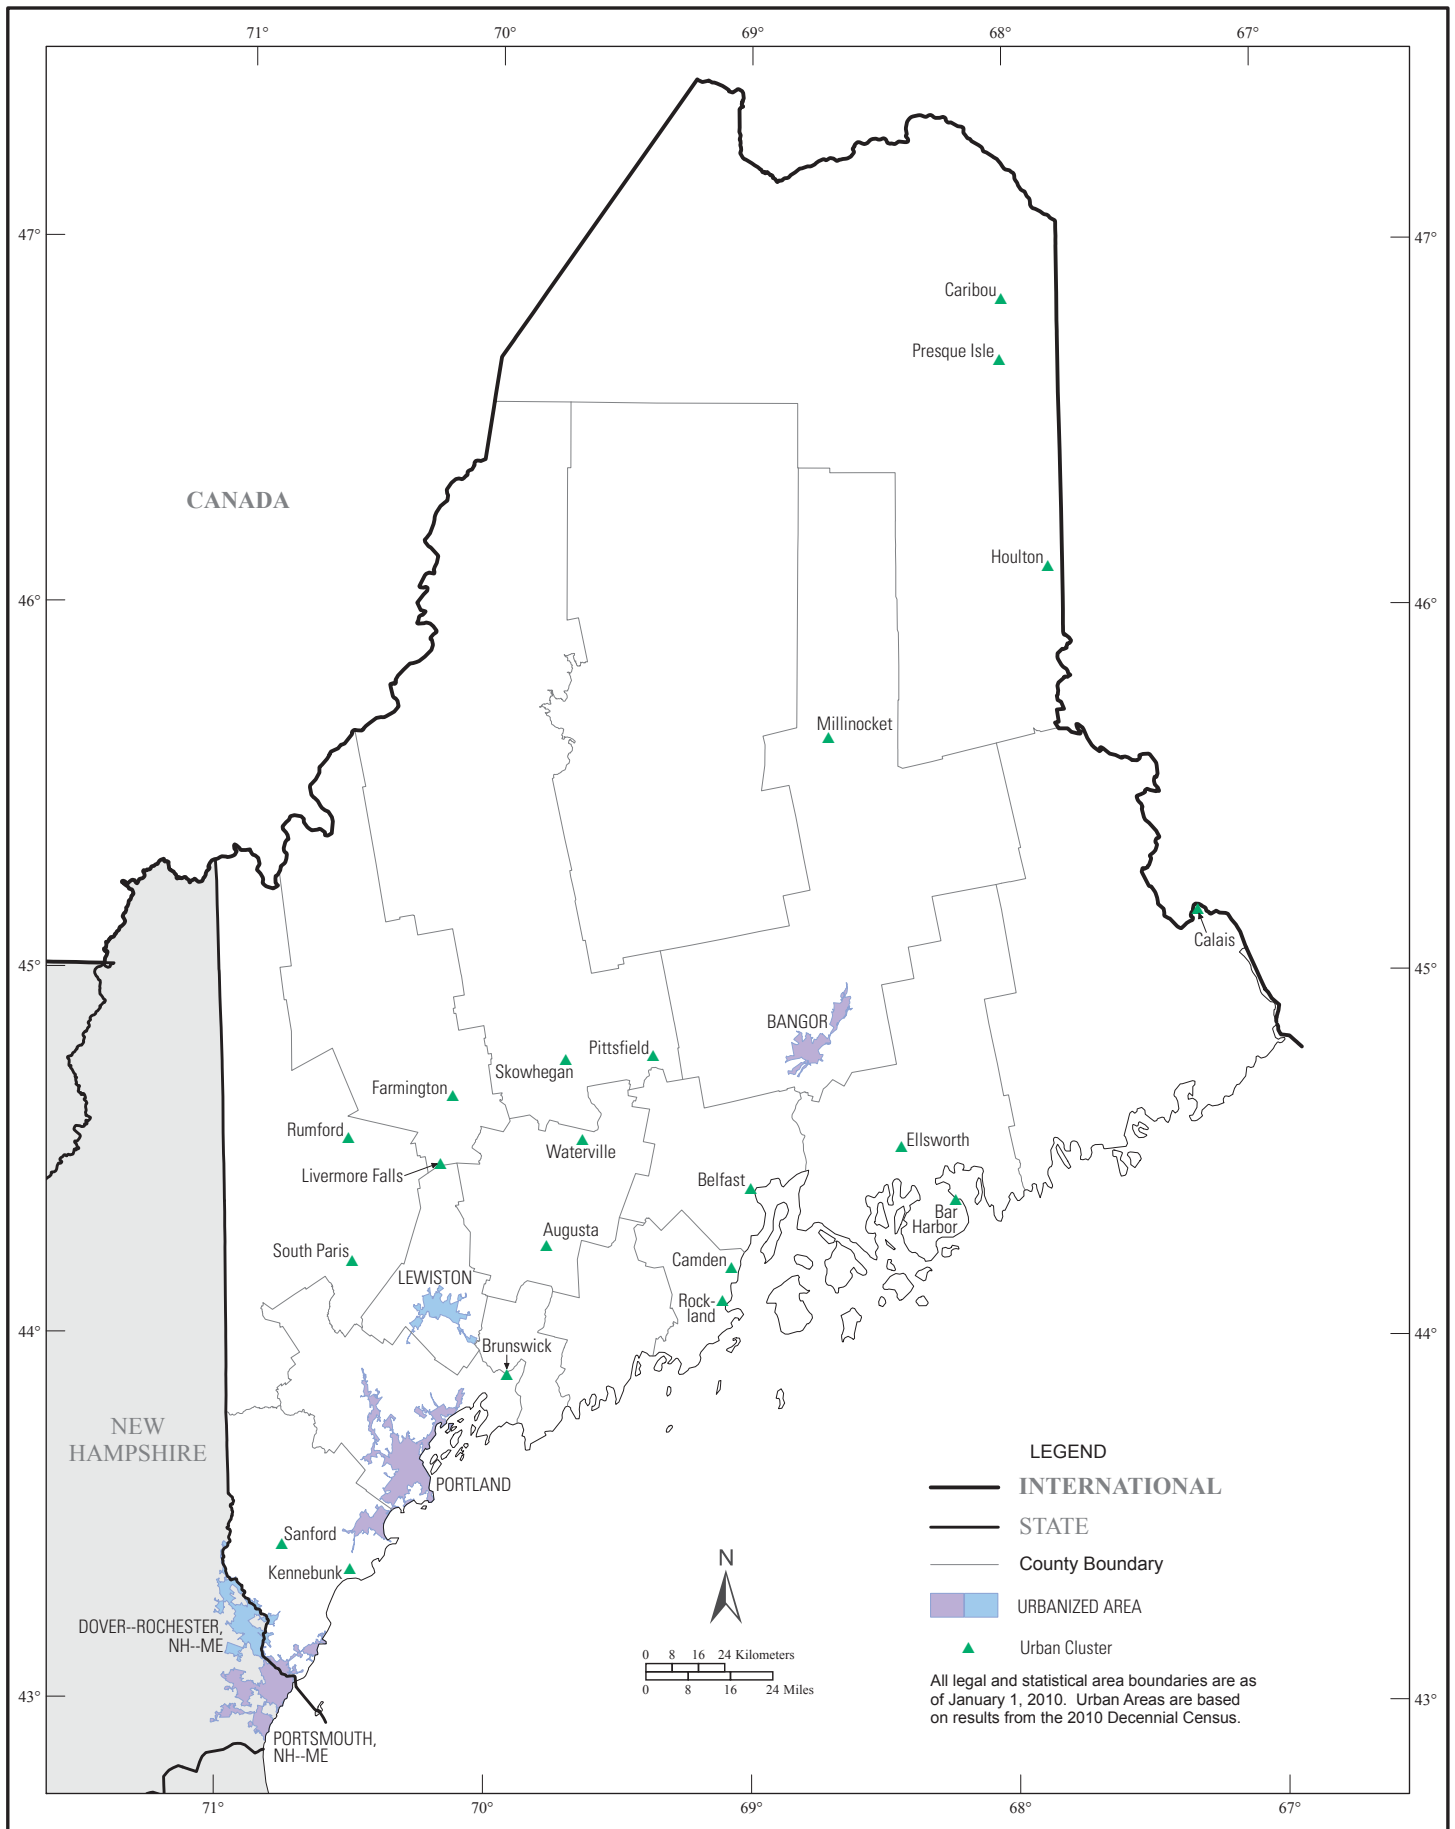 71°
70°
69°
68°
67°
47°
47°
Caribou
Presque Isle
CANADA
Houlton
46°
46°
Millinocket
Calais
45°
45°
BANGOR
Pittsfield
Skowhegan
Farmington
Rumford
Waterville
Ellsworth
Livermore Falls
Belfast
Bar
Harbor
Augusta
South Paris
Camden
LEWISTON
Rock-
land
44°
44°
Brunswick
NEW
HAMPSHIRE
PORTLAND
Sanford
Kennebunk
DOVER--ROCHESTER,
NH--ME
PORTSMOUTH,
NH--ME
43°
43°
N
0 8 16 24 Kilometers
0 8 16 24 Miles
LEGEND
INTERNATIONAL
STATE
County Boundary
URBANIZED AREA
Urban Cluster
All legal and statistical area boundaries are as
of January 1, 2010. Urban Areas are based
on results from the 2010 Decennial Census.
71°
70°
69°
68°
67°